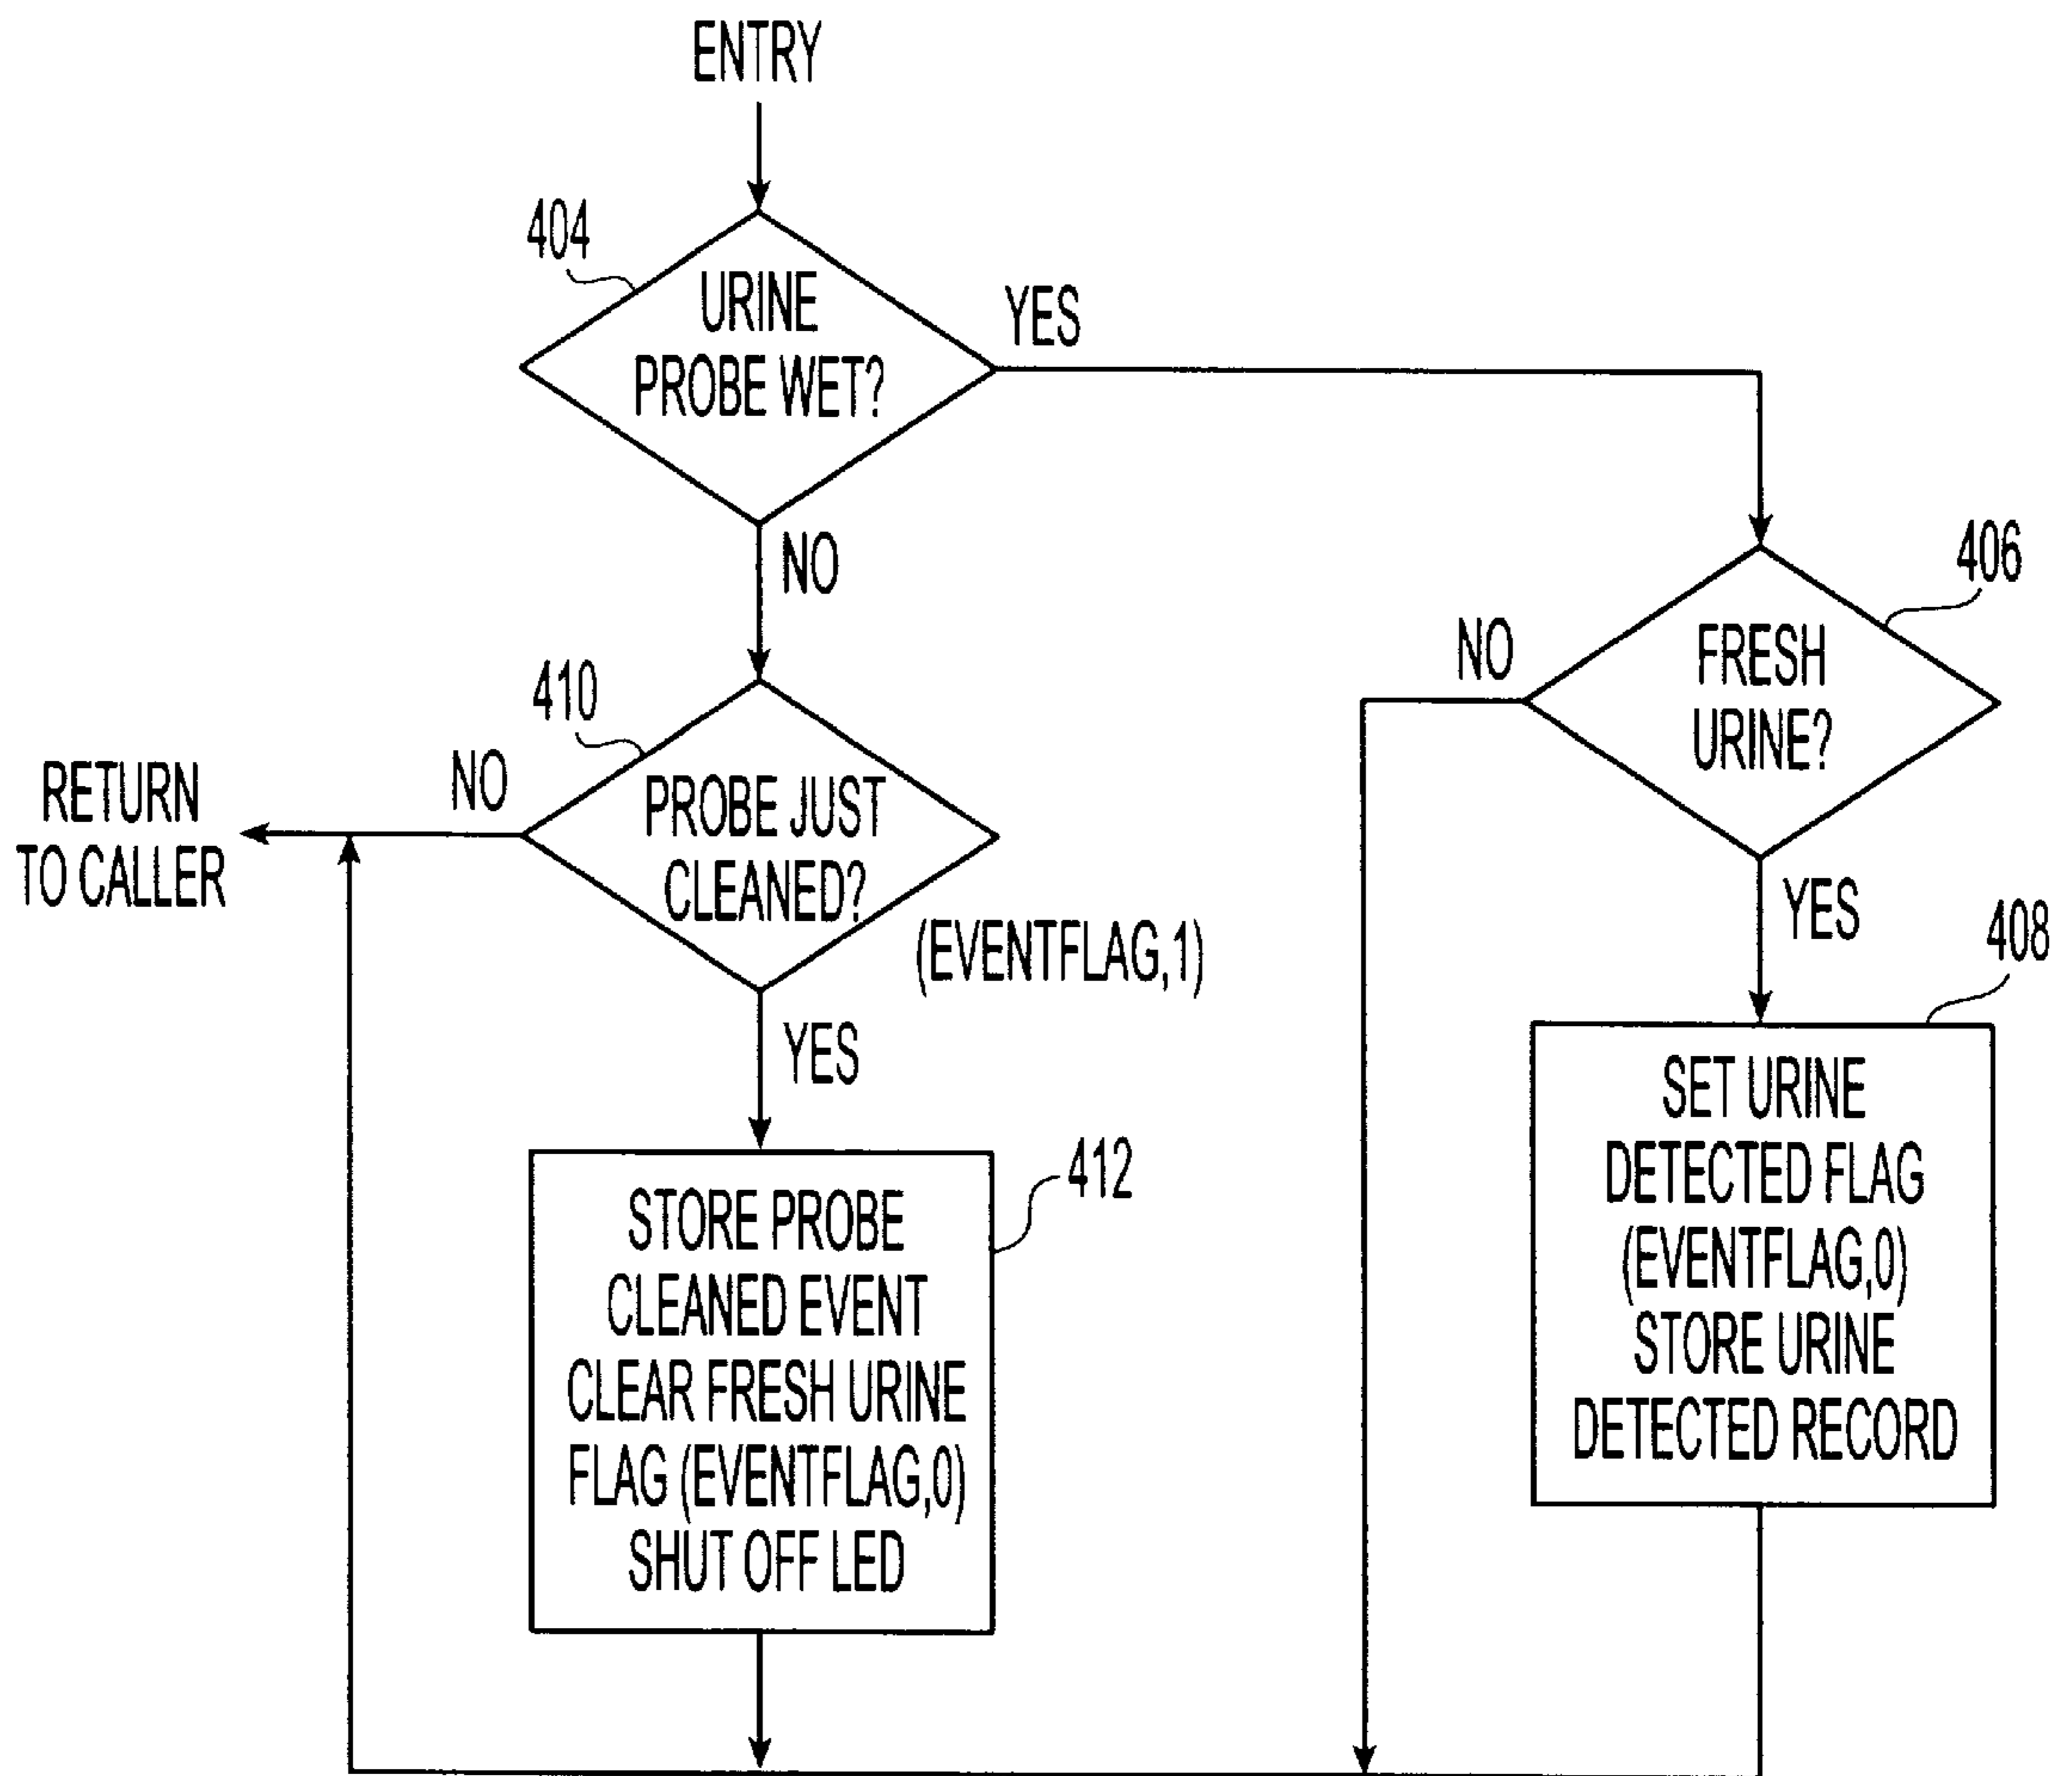 ENTRY
404
URINE
PROBE WET?
YES
NO
406
FRESH
URINE?
NO
YES
410
PROBE JUST
CLEANED?
NO
RETURN
TO CALLER
(EVENTFLAG,1)
YES
408
SET URINE
DETECTED FLAG
(EVENTFLAG,0)
STORE URINE
DETECTED RECORD
412
STORE PROBE
CLEANED EVENT
CLEAR FRESH URINE
FLAG (EVENTFLAG,0)
SHUT OFF LED